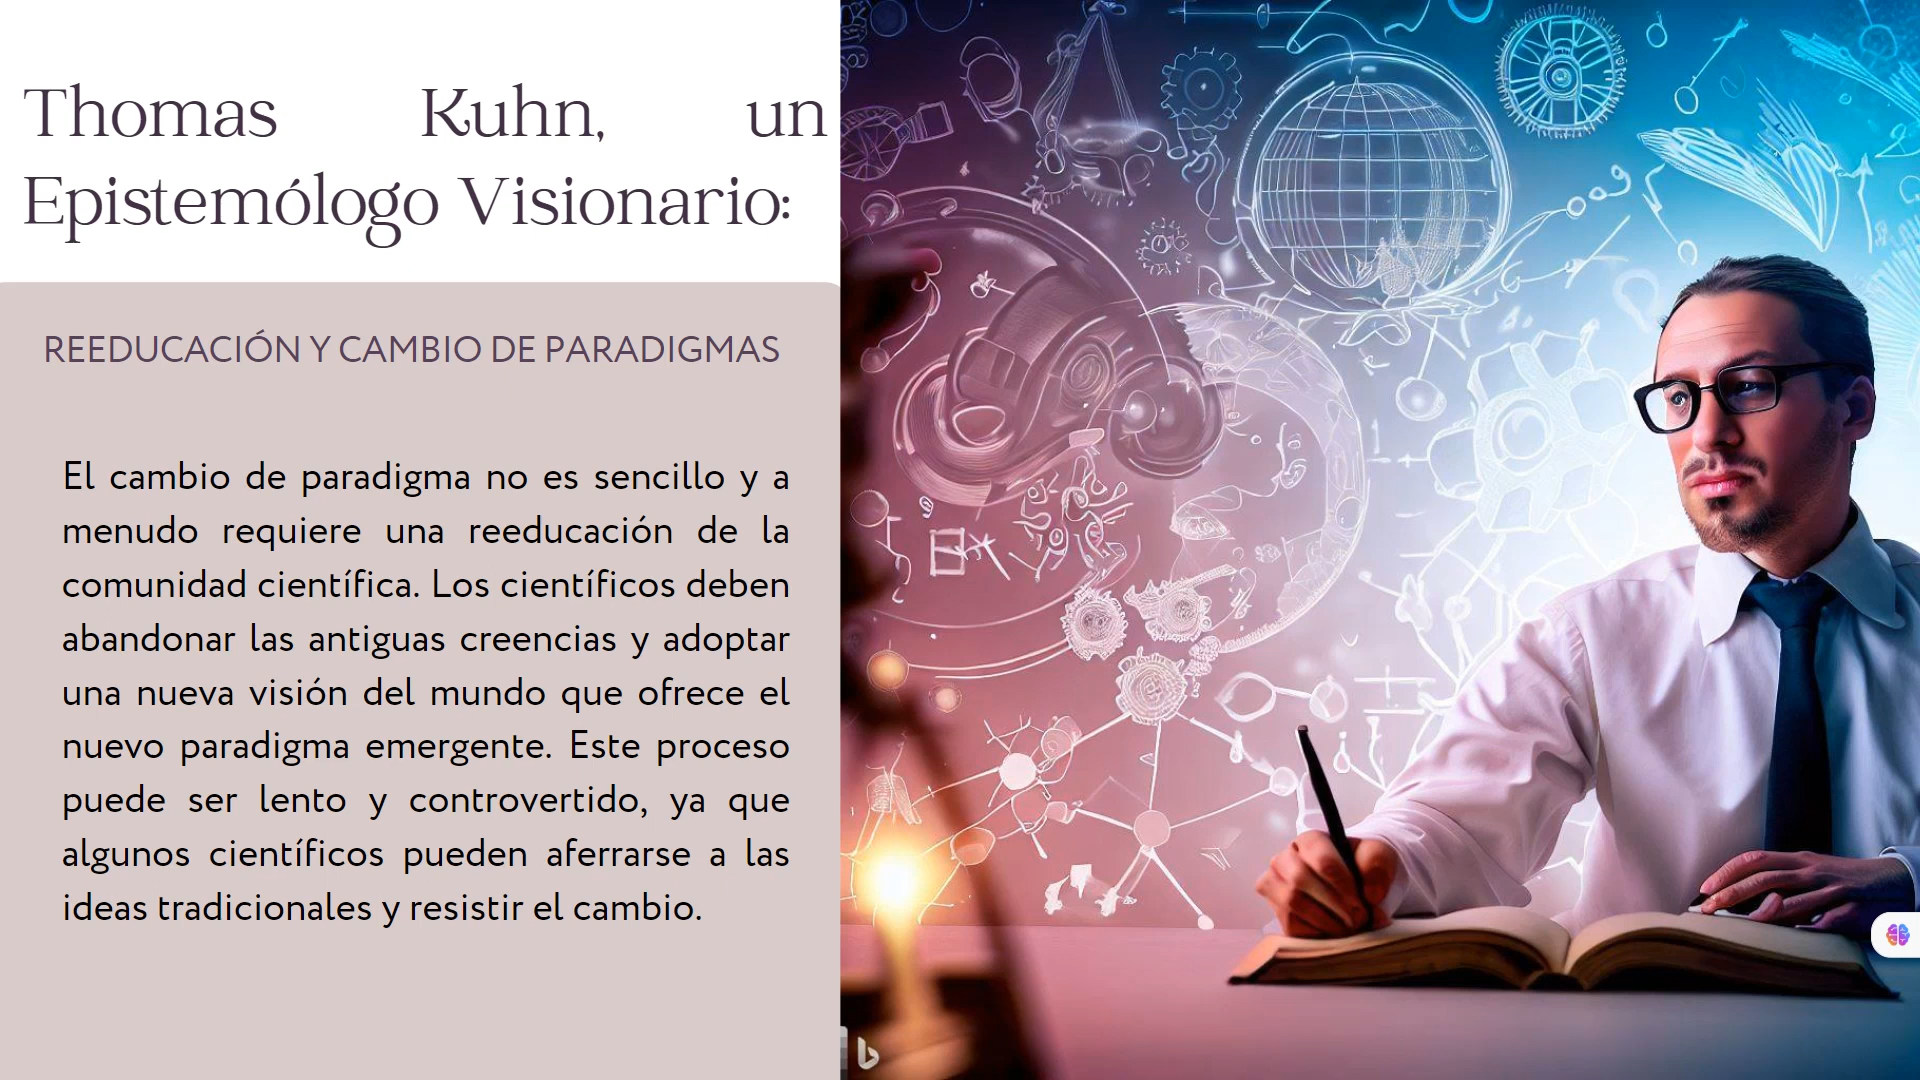 Thomas Kuhn, un
Epistemólogo Visionario:
REEDUCACIÓN Y CAMBIO DE PARADIGMAS
El cambio de paradigma no es sencillo y a
menudo requiere una reeducación de la
comunidad científica. Los científicos deben
abandonar las antiguas creencias y adoptar
una nueva visión del mundo que ofrece el
nuevo paradigma emergente. Este proceso
puede ser lento y controvertido, ya que
algunos científicos pueden aferrarse a las
ideas tradicionales y resistir el cambio.